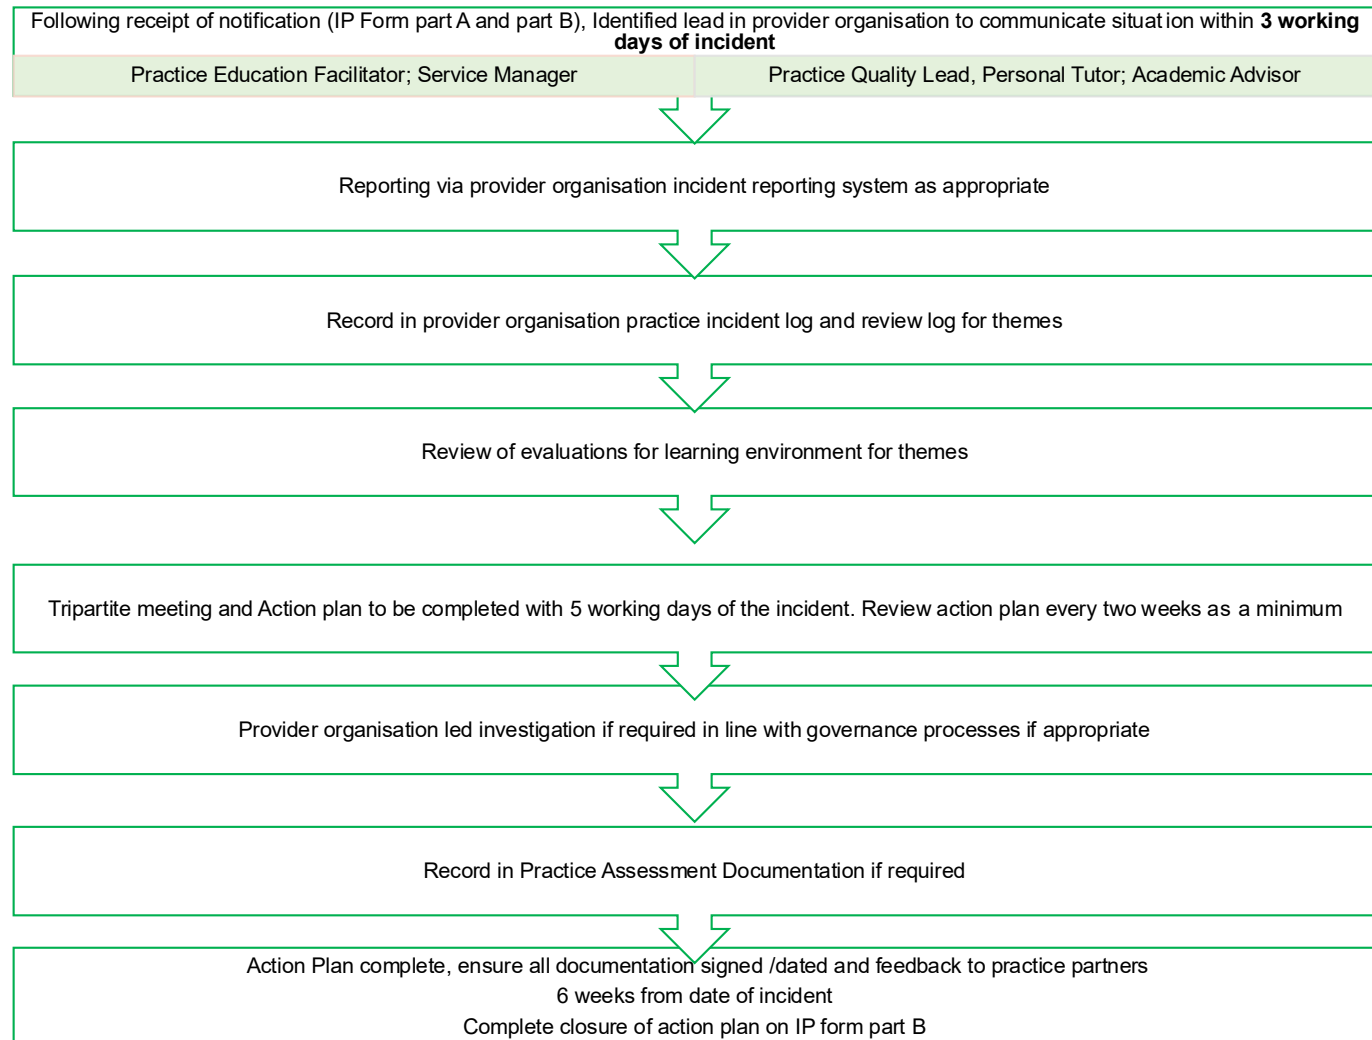 Following receipt of notification (IP Form part A and part B), Identified lead in provider organisation to communicate situation within 3 working
days of incident
Practice Education Facilitator; Service Manager
Practice Quality Lead, Personal Tutor; Academic Advisor
Reporting via provider organisation incident reporting system as appropriate
Record in provider organisation practice incident log and review log for themes
Review of evaluations for learning environment for themes
Tripartite meeting and Action plan to be completed with 5 working days of the incident. Review action plan every two weeks as a minimum
Provider organisation led investigation if required in line with governance processes if appropriate
Record in Practice Assessment Documentation if required
Action Plan complete, ensure all documentation signed /dated and feedback to practice partners
6 weeks from date of incident
Complete closure of action plan on IP form part B